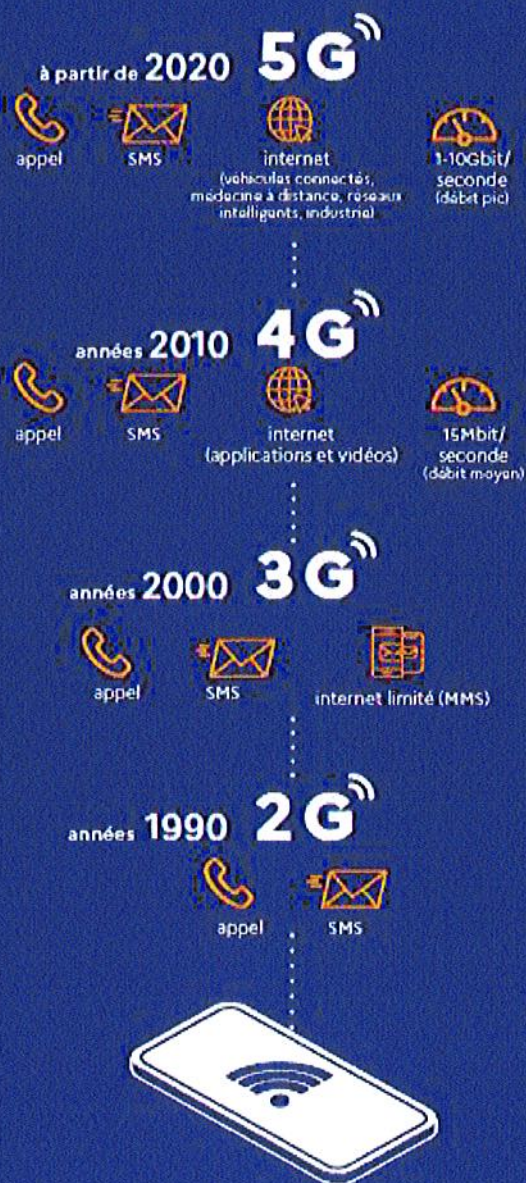 à partir de 2020 5G
appel
SMS
internet
(véhicules connectés,
médecine à distance, réseaux
intelligents, industrie)
1-10Gbit/
seconde
(débit pic)
années 2010 4G
appel
SMS
internet
(applications et vidéos)
15Mbit/
seconde
(débit moyen)
années 2000 3G
appel
SMS
internet limité (MMS)
années 1990 2G
appel
SMS